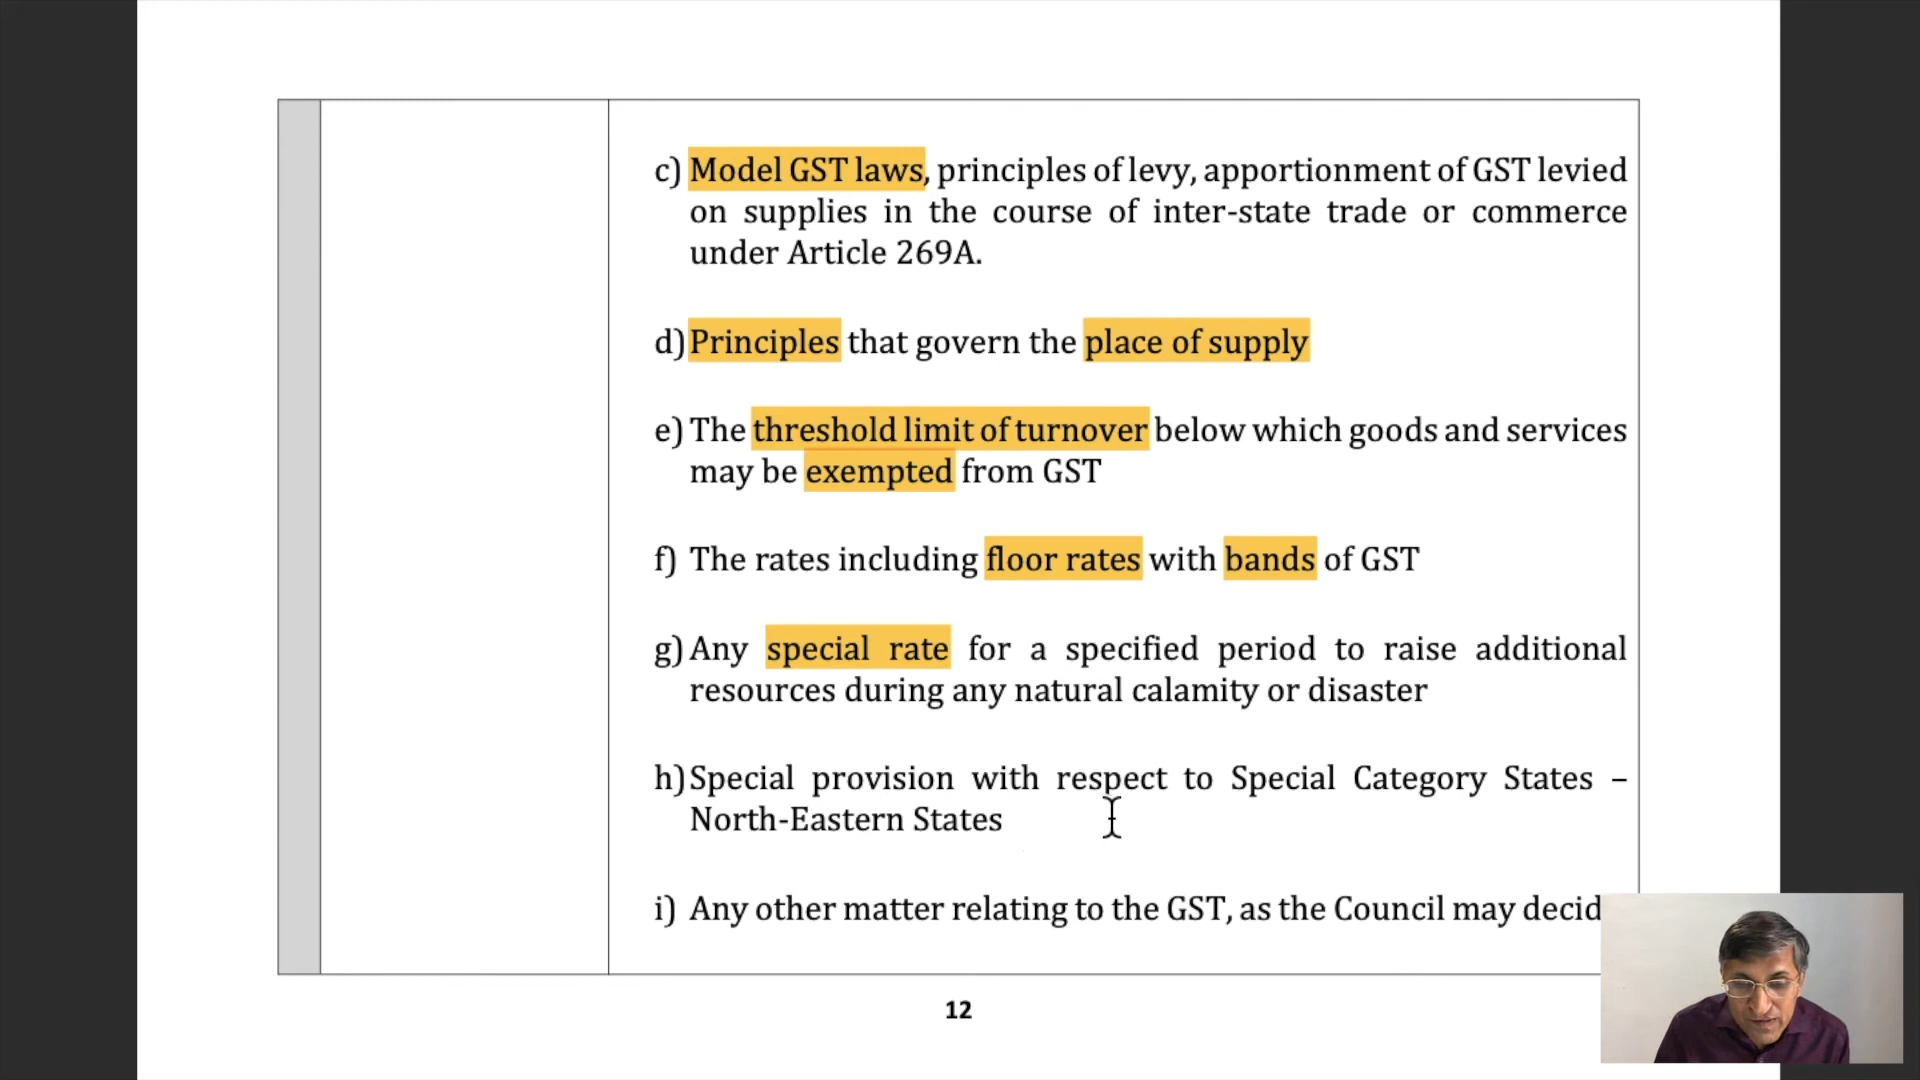 c) Model GST laws, principles of levy, apportionment of GST levied
on supplies in the course of inter-state trade or commerce
under Article 269A.
d) Principles that govern the place of supply
e) The threshold limit of turnover below which goods and services
may be exempted from GST
f) The rates including floor rates with bands of GST
g) Any special rate for a specified period to raise additional
resources during any natural calamity or disaster
h) Special provision with respect to Special Category States –
North-Eastern States
i) Any other matter relating to the GST, as the Council may decid
12